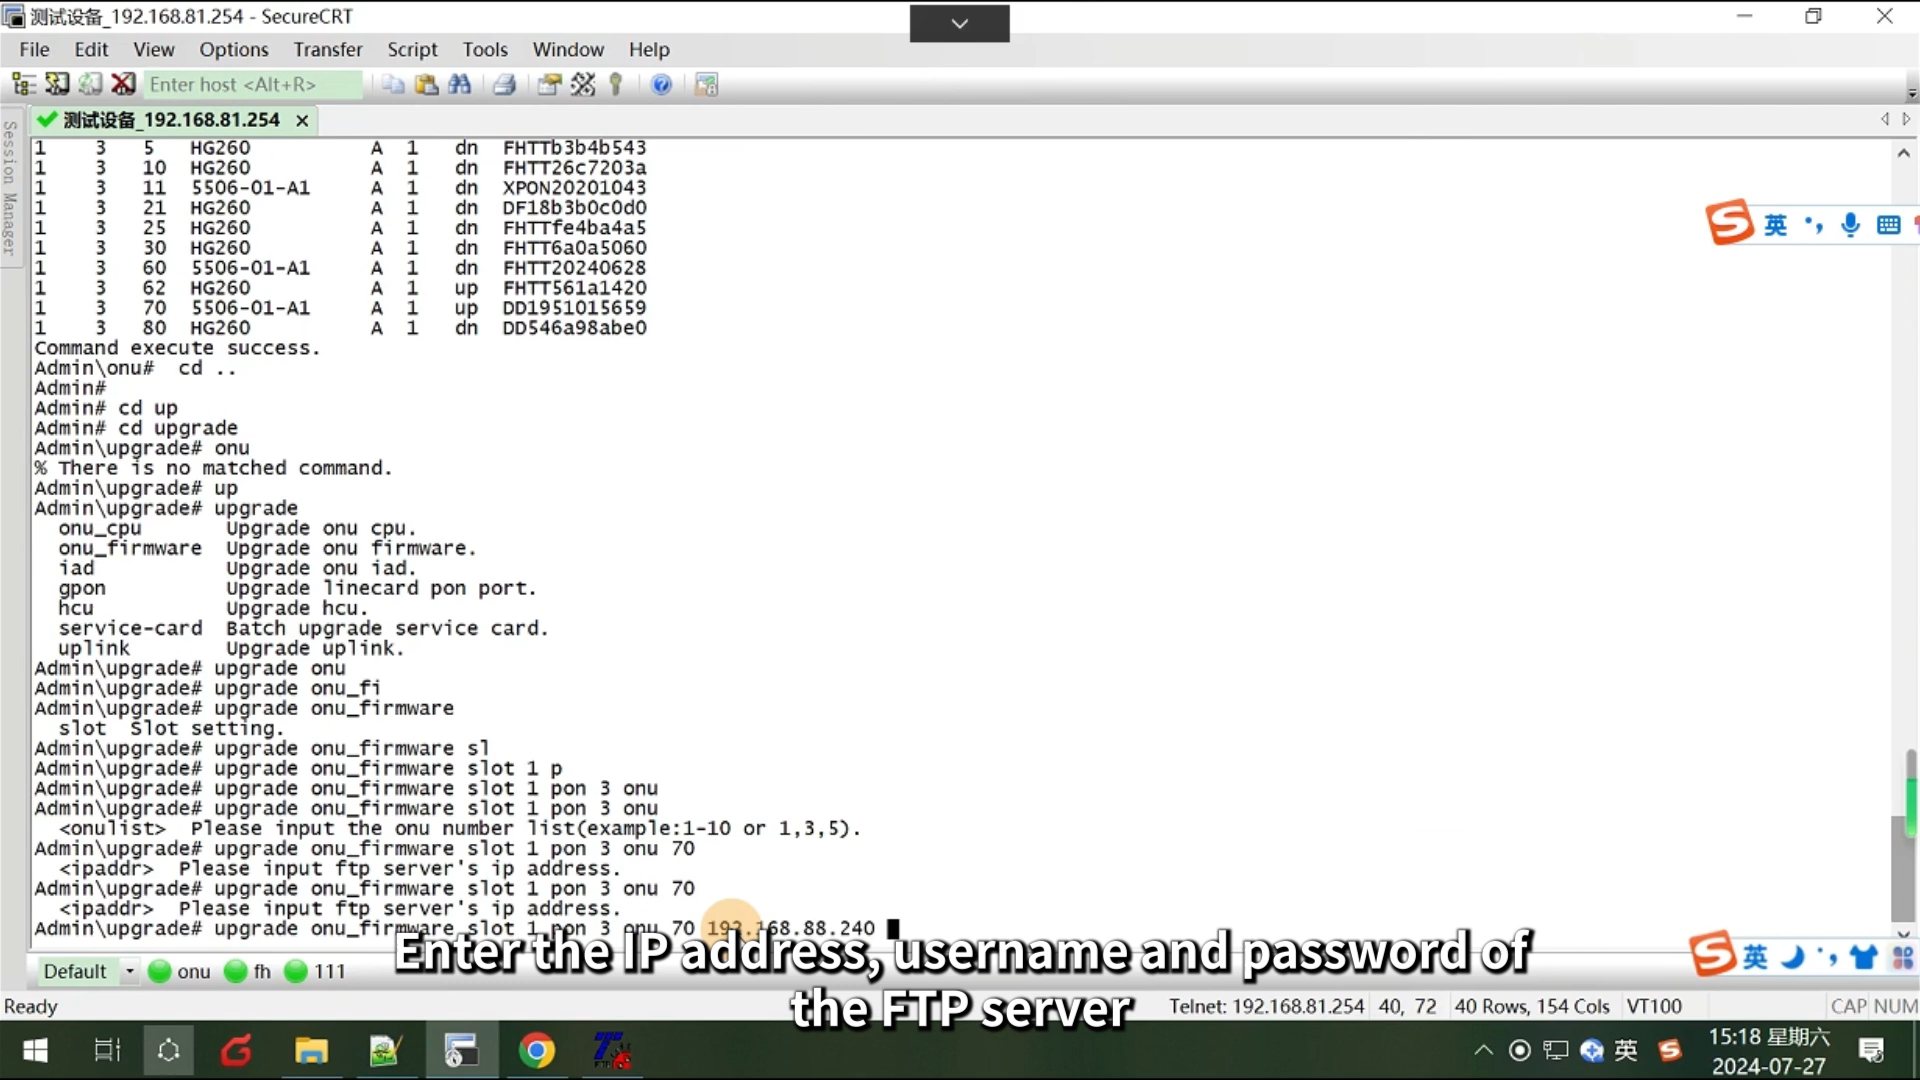 测试设备_192.168.81.254 - SecureCRT
File Edit View Options Transfer Script Tools Window Help
Enter host <Alt+R>
测试设备_192.168.81.254
Session Manager
1 3 5 HG260 A 1 dn FHTTb3b4b543
1 3 10 HG260 A 1 dn FHTT26c7203a
1 3 11 5506-01-A1 A 1 dn XPON20201043
1 3 21 HG260 A 1 dn DF18b3b0c0d0
1 3 25 HG260 A 1 dn FHTTfe4ba4a5
1 3 30 HG260 A 1 dn FHTT6a0a5060
1 3 60 5506-01-A1 A 1 dn FHTT20240628
1 3 62 HG260 A 1 up FHTT561a1420
1 3 70 5506-01-A1 A 1 up DD1951015659
1 3 80 HG260 A 1 dn DD546a98abe0
Command execute success.
Admin\onu#  cd ..
Admin#
Admin# cd up
Admin# cd upgrade
Admin\upgrade# onu
% There is no matched command.
Admin\upgrade# up
Admin\upgrade# upgrade
onu_cpu Upgrade onu cpu.
onu_firmware Upgrade onu firmware.
iad Upgrade onu iad.
gpon Upgrade linecard pon port.
hcu Upgrade hcu.
service-card Batch upgrade service card.
uplink Upgrade uplink.
Admin\upgrade# upgrade onu
Admin\upgrade# upgrade onu_fi
Admin\upgrade# upgrade onu_firmware
slot Slot setting.
Admin\upgrade# upgrade onu_firmware sl
Admin\upgrade# upgrade onu_firmware slot 1 p
Admin\upgrade# upgrade onu_firmware slot 1 pon 3 onu
Admin\upgrade# upgrade onu_firmware slot 1 pon 3 onu
<onulist> Please input the onu number list(example:1-10 or 1,3,5).
Admin\upgrade# upgrade onu_firmware slot 1 pon 3 onu 70
<ipaddr> Please input ftp server's ip address.
Admin\upgrade# upgrade onu_firmware slot 1 pon 3 onu 70
<ipaddr> Please input ftp server's ip address.
Admin\upgrade# upgrade onu_firmware slot 1 pon 3 onu 70 192.168.88.240
英
Enter the IP address, username and password of
the FTP server
Default onu fh 111
英
Ready Telnet: 192.168.81.254 40, 72 40 Rows, 154 Cols VT100 CAP NUM
英
15:18 星期六
2024-07-27